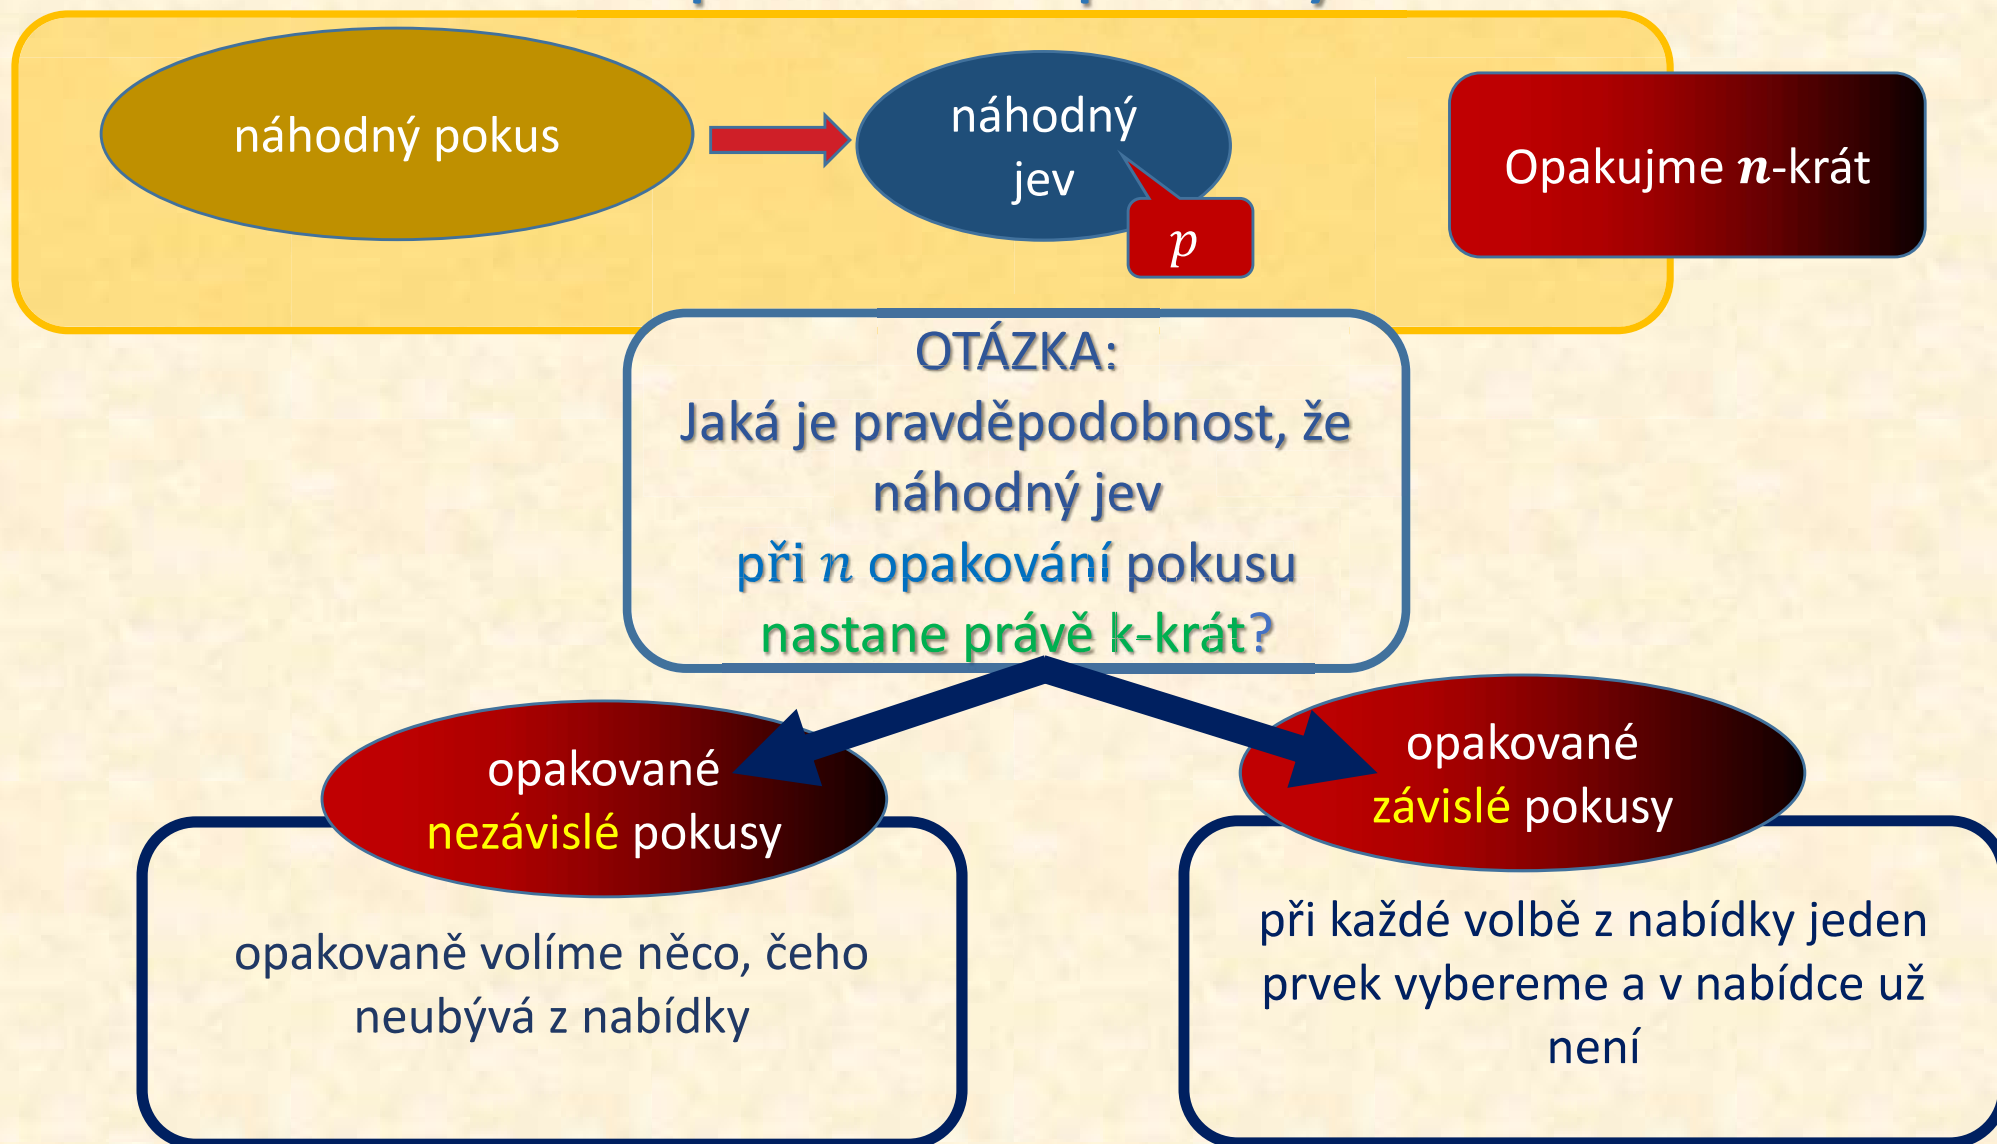 náhodný pokus
náhodný
jev
p
Opakujme n-krát
OTÁZKA:
Jaká je pravděpodobnost, že
náhodný jev
při n opakování pokusu
nastane právě k-krát?
opakované
nezávislé pokusy
opakovaně volíme něco, čeho
neubývá z nabídky
opakované
závislé pokusy
při každé volbě z nabídky jeden
prvek vybereme a v nabídce už
není